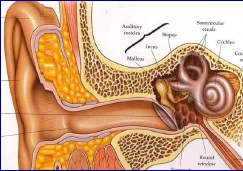 Auditory
ossicles
Stapes
Incus
Malleus
Semicircular
canals
Cochlea
Round
window